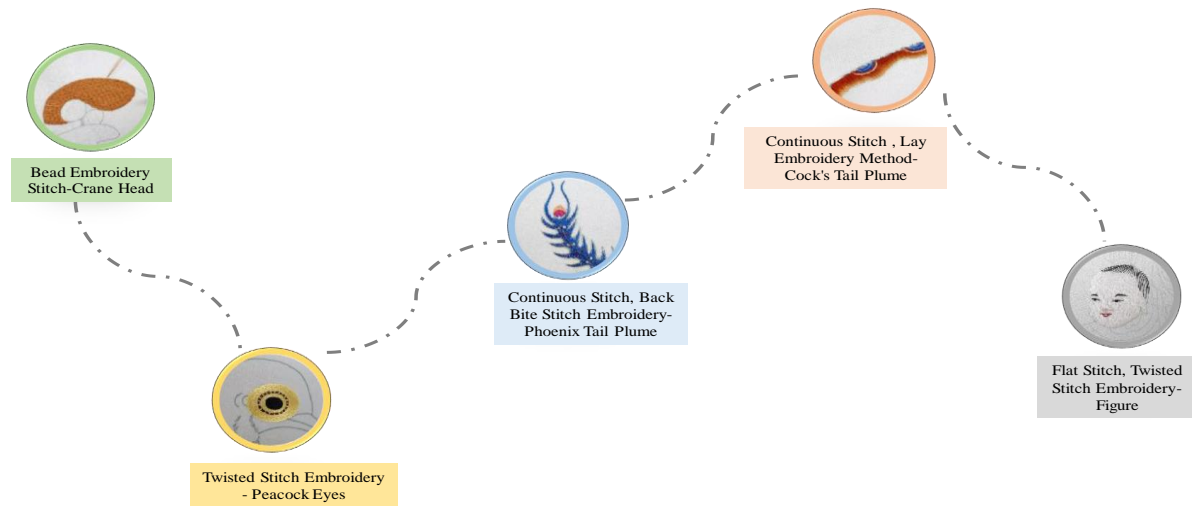 Bead Embroidery
Stitch-Crane Head
Twisted Stitch Embroidery
- Peacock Eyes
Continuous Stitch, Back
Bite Stitch Embroidery-
Phoenix Tail Plume
Continuous Stitch , Lay
Embroidery Method-
Cock's Tail Plume
Flat Stitch, Twisted
Stitch Embroidery-
Figure